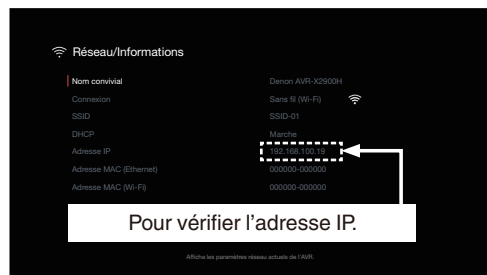 Réseau/Informations
Nom convivial Denon AVR-X2900H
Connexion Sans fil (Wi-Fi)
SSID SSID-01
DHCP Marche
Adresse IP 192.168.100.19
Adresse MAC (Ethernet) 000000-000000
Adresse MAC (Wi-Fi) 000000-000000
Pour vérifier l’adresse IP.
Affiche les paramètres réseau actuels de l'AVR.